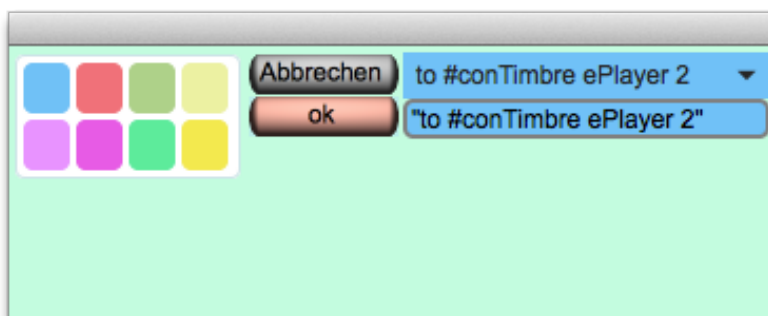 Abbrechen
to #conTimbre ePlayer 2
ok
"to #conTimbre ePlayer 2"